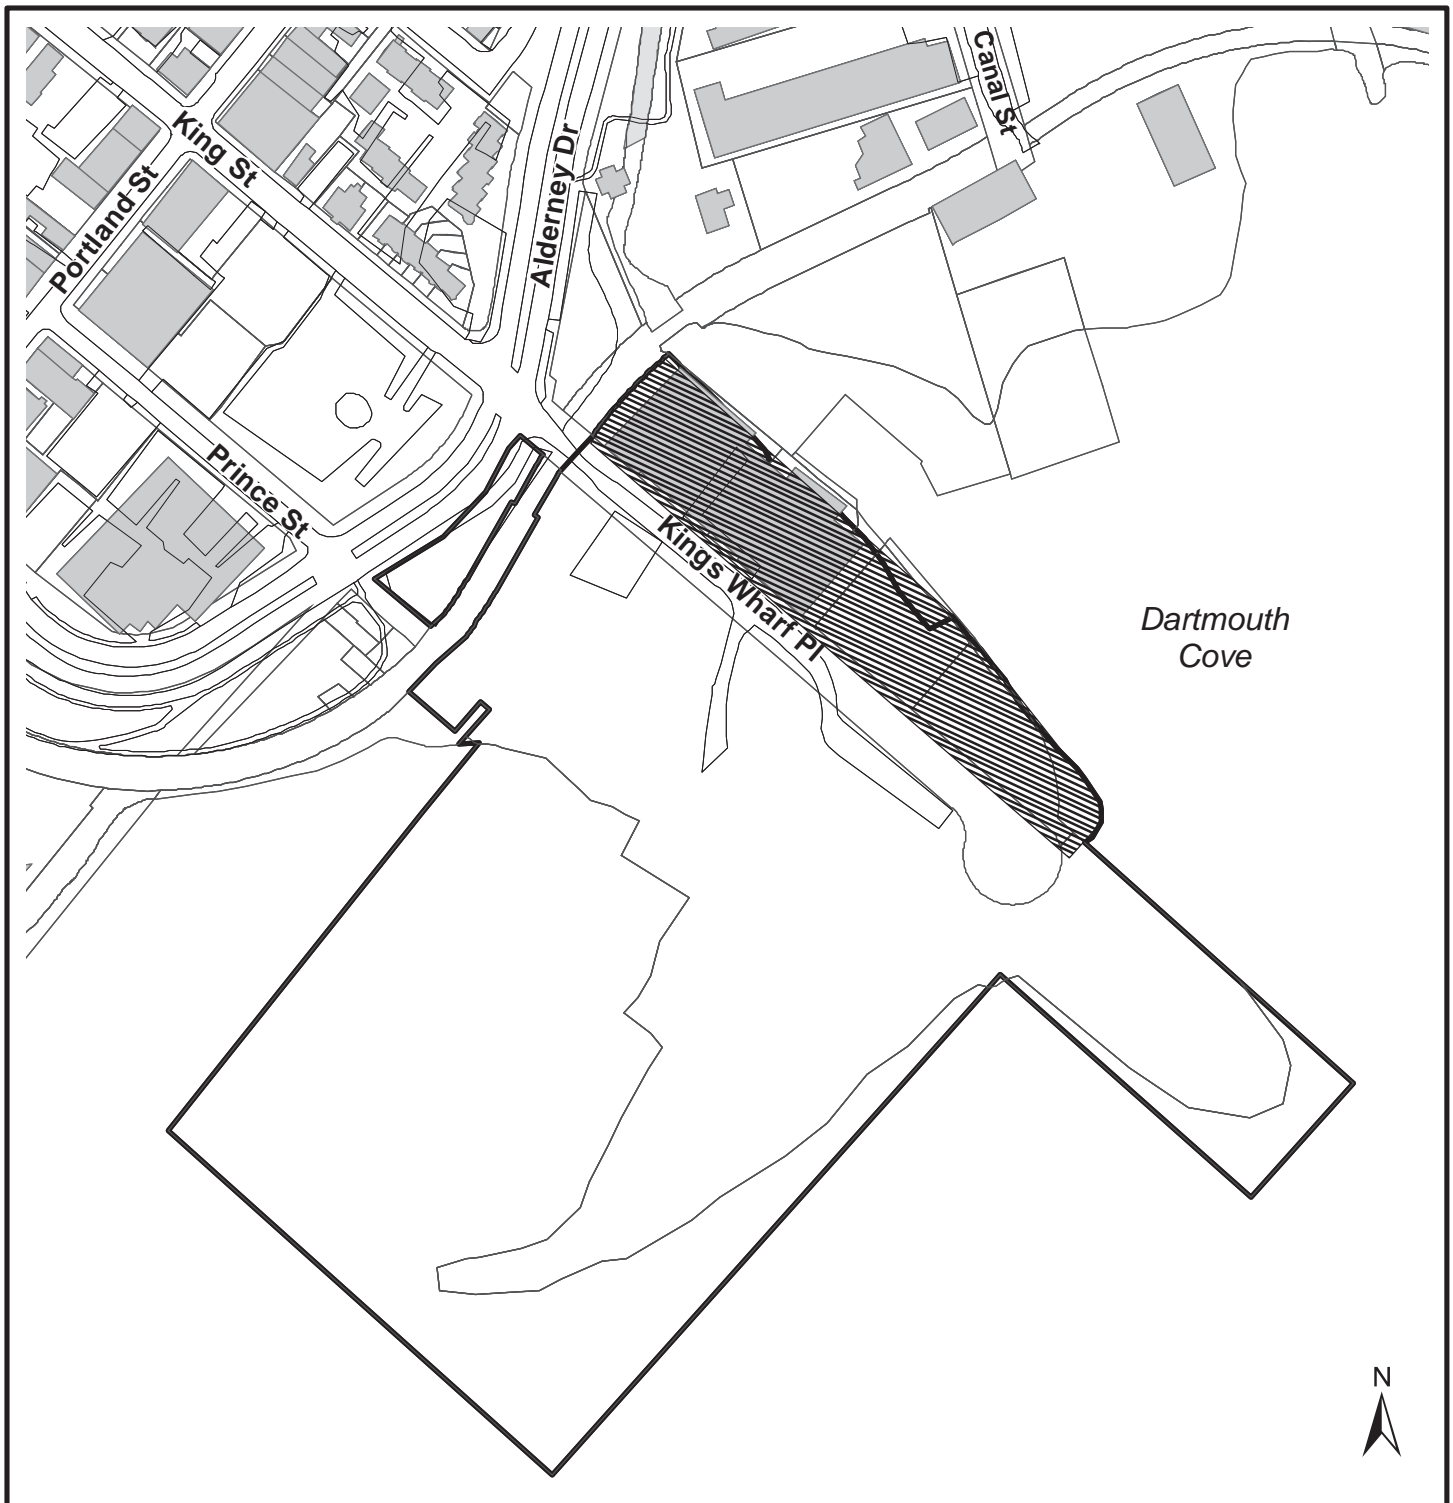 Canal St
King St
Alderney Dr
Portland St
Prince St
Kings Wharf Pl
Dartmouth
Cove
N